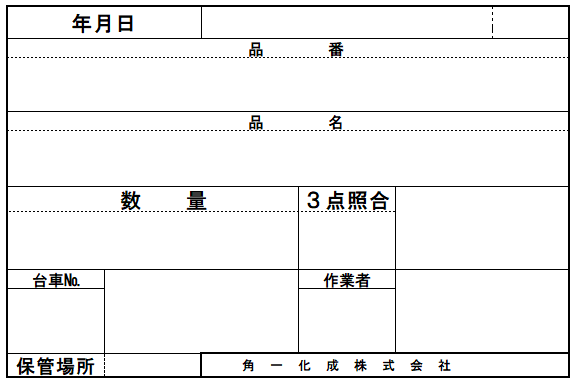 年月日
品 番
品 名
数 量 3点照合
台車№. 作業者
保管場所 角一化成株式会社